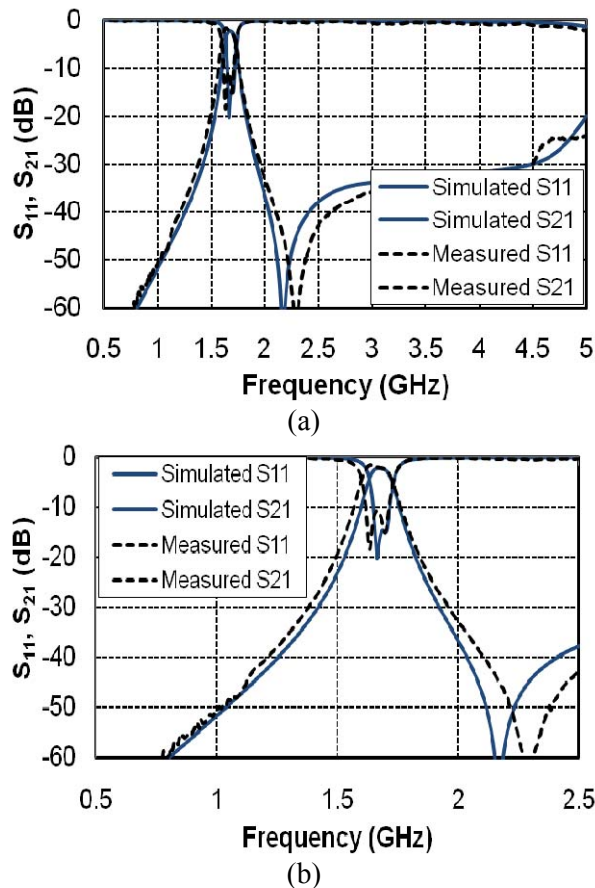 0
-10
-20
-30
-40
-50
-60
S11, S21 (dB)
Simulated S11
Simulated S21
Measured S11
Measured S21
0.5 1 1.5 2 2.5 3 3.5 4 4.5 5
Frequency (GHz)
(a)
0
-10
-20
-30
-40
-50
-60
S11, S21 (dB)
Simulated S11
Simulated S21
Measured S11
Measured S21
0.5 1 1.5 2 2.5
Frequency (GHz)
(b)